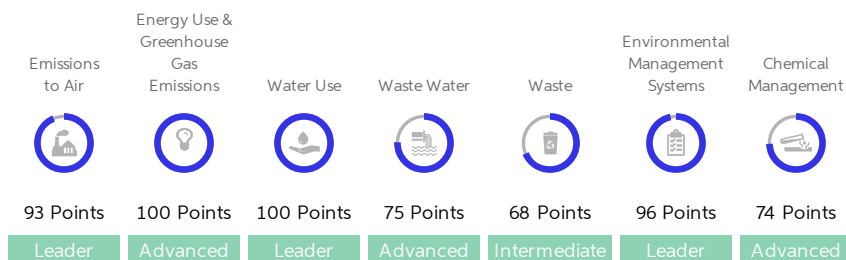 Emissions
to Air
Energy Use &
Greenhouse
Gas
Emissions
Water Use
Waste Water
Waste
Environmental
Management
Systems
Chemical
Management
93 Points
100 Points
100 Points
75 Points
68 Points
96 Points
74 Points
Leader
Advanced
Leader
Advanced
Intermediate
Leader
Advanced